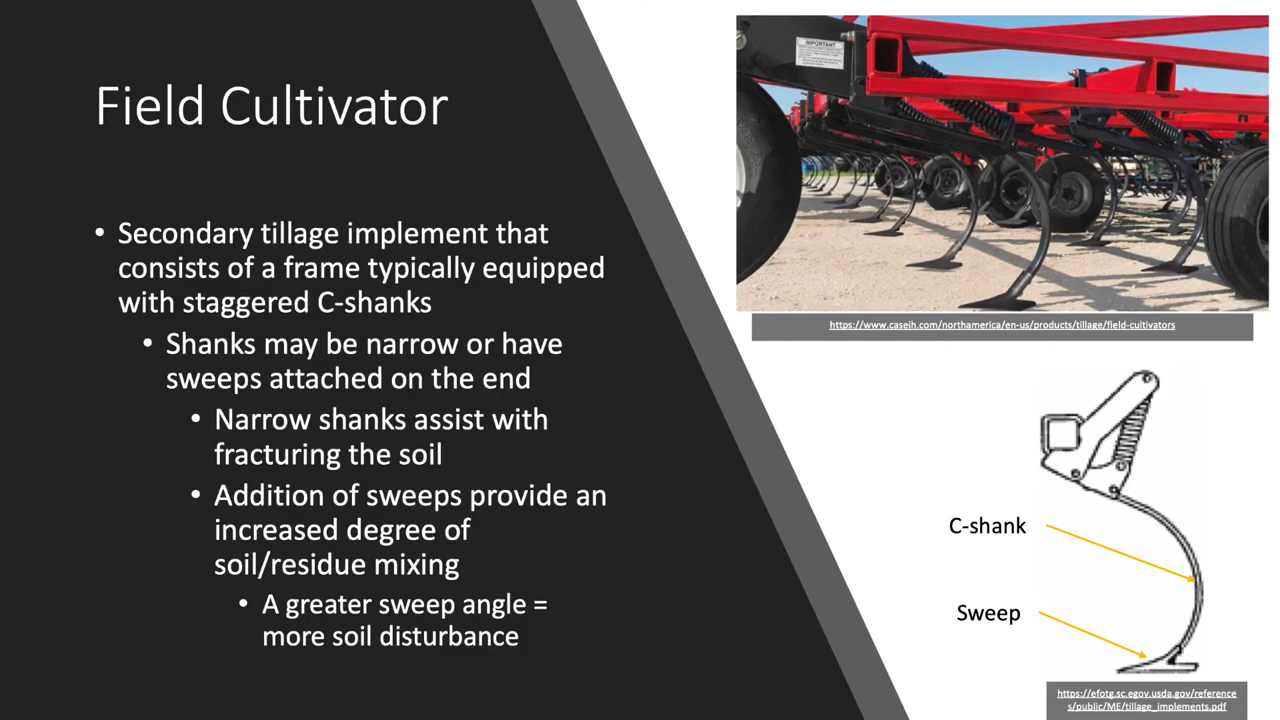 Field Cultivator
• Secondary tillage implement that
consists of a frame typically equipped
with staggered C-shanks
• Shanks may be narrow or have
sweeps attached on the end
• Narrow shanks assist with
fracturing the soil
• Addition of sweeps provide an
increased degree of
soil/residue mixing
• A greater sweep angle =
more soil disturbance
IMPORTANT
https://www.caseih.com/northamerica/en-us/products/tillage/field-cultivators
C-shank
Sweep
https://efotg.sc.egov.usda.gov/reference
s/public/ME/tillage_implements.pdf